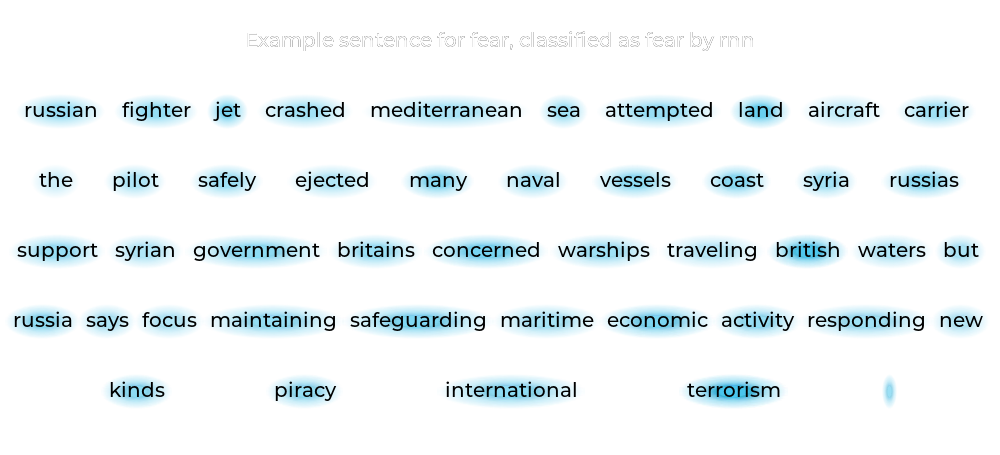 Example sentence for fear, classified as fear by rnn
russian fighter jet crashed mediterranean sea attempted land aircraft carrier
the pilot safely ejected many naval vessels coast syria russias
support syrian government britains concerned warships traveling british waters but
russia says focus maintaining safeguarding maritime economic activity responding new
kinds piracy international terrorism